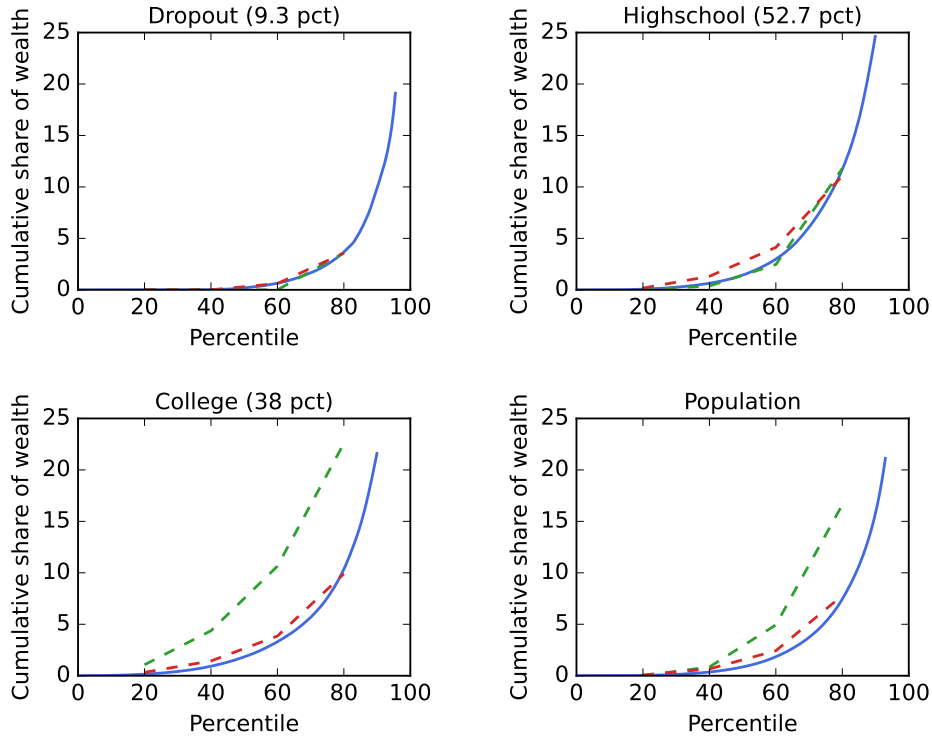 Dropout (9.3 pct)
Cumulative share of wealth
25
20
15
10
5
0
0 20 40 60 80 100
Percentile
Highschool (52.7 pct)
Cumulative share of wealth
25
20
15
10
5
0
0 20 40 60 80 100
Percentile
College (38 pct)
Cumulative share of wealth
25
20
15
10
5
0
0 20 40 60 80 100
Percentile
Population
Cumulative share of wealth
25
20
15
10
5
0
0 20 40 60 80 100
Percentile